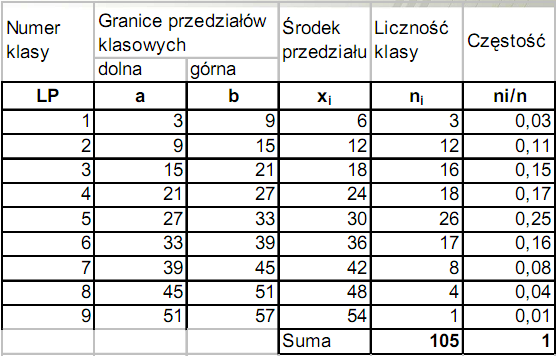 Numer klasy | Granice przedziałów klasowych | Środek przedziału | Liczność klasy | Częstość
dolna | górna
LP | a | b | xi | ni | ni/n
1 | 3 | 9 | 6 | 3 | 0,03
2 | 9 | 15 | 12 | 12 | 0,11
3 | 15 | 21 | 18 | 16 | 0,15
4 | 21 | 27 | 24 | 18 | 0,17
5 | 27 | 33 | 30 | 26 | 0,25
6 | 33 | 39 | 36 | 17 | 0,16
7 | 39 | 45 | 42 | 8 | 0,08
8 | 45 | 51 | 48 | 4 | 0,04
9 | 51 | 57 | 54 | 1 | 0,01
Suma | 105 | 1